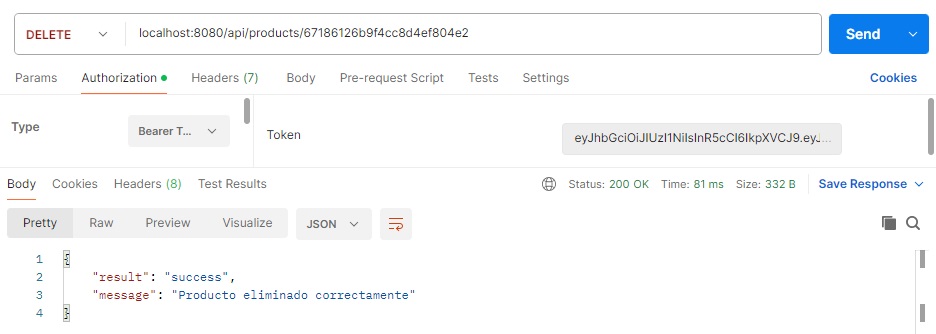 DELETE localhost:8080/api/products/67186126b9f4cc8d4ef804e2 Send
Params Authorization Headers (7) Body Pre-request Script Tests Settings Cookies
Type Bearer T... Token eyJhbGciOiJIUzI1NiIsInR5cCI6IkpXVCJ9.eyJ...
Body Cookies Headers (8) Test Results Status: 200 OK Time: 81 ms Size: 332 B Save Response
Pretty Raw Preview Visualize JSON
1 {
2 "result": "success",
3 "message": "Producto eliminado correctamente"
4 }